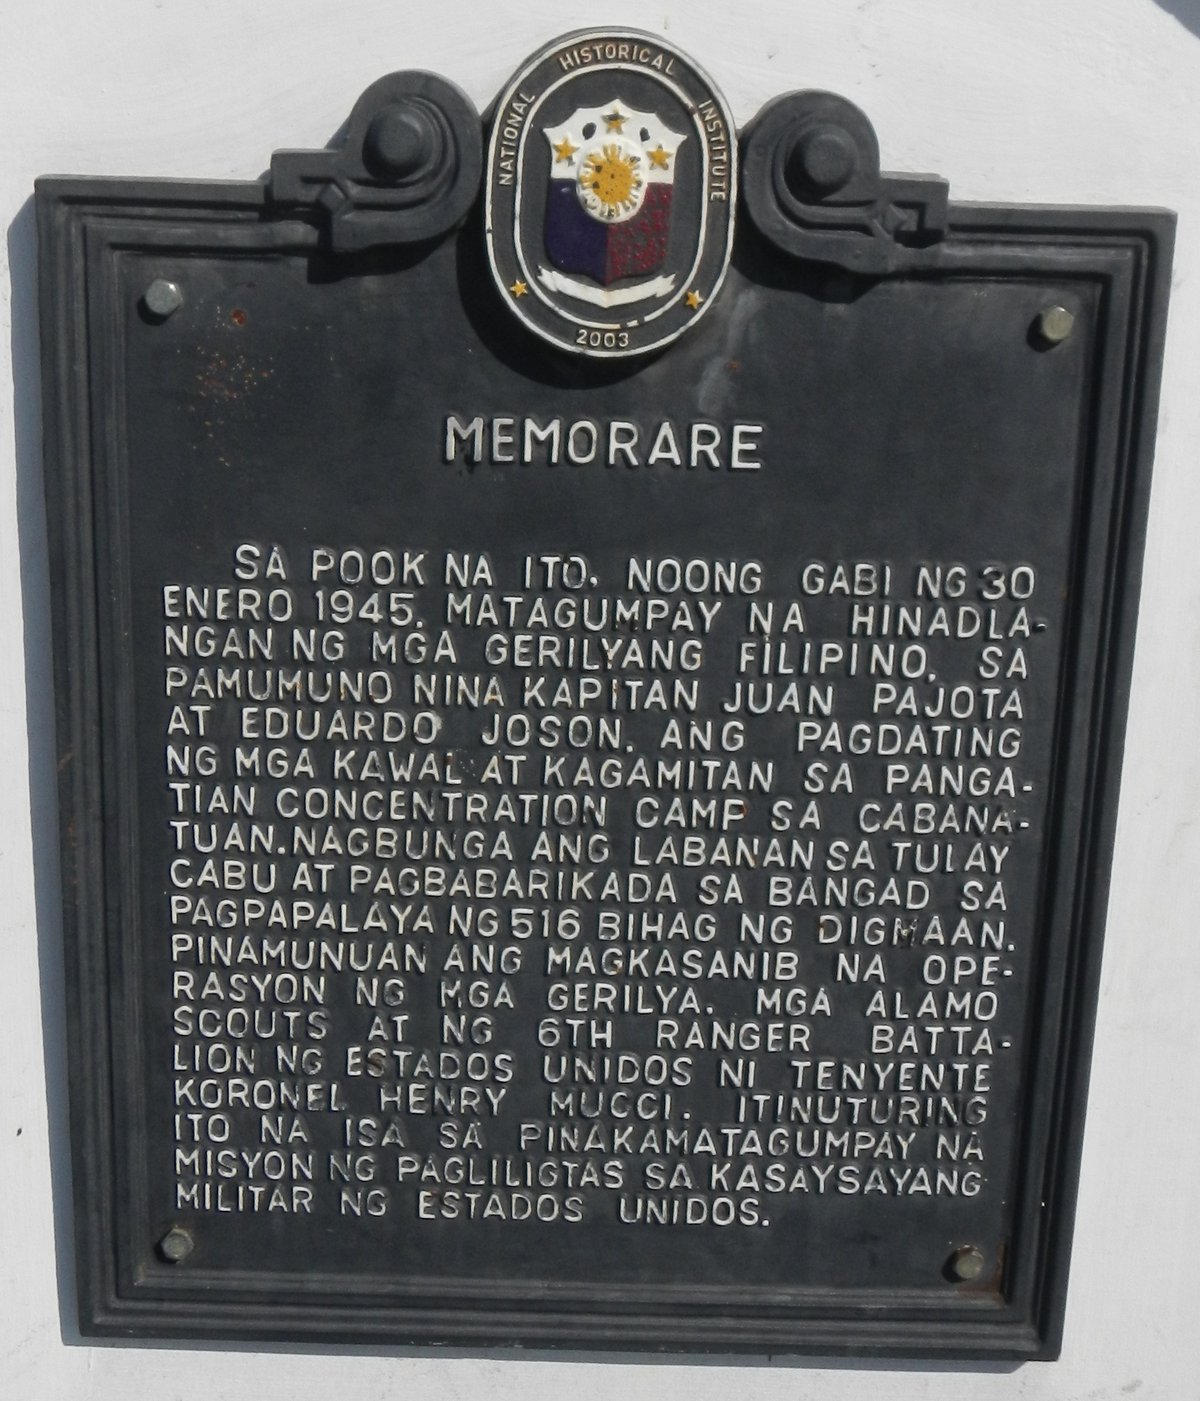 NATIONAL HISTORICAL INSTITUTE
2003
MEMORARE
SA POOK NA ITO, NOONG GABI NG 30
ENERO 1945, MATAGUMPAY NA HINADLA-
NGAN NG MGA GERILYANG FILIPINO, SA
PAMUMUNO NINA KAPITAN JUAN PAJOTA
AT EDUARDO JOSON, ANG PAGDATING
NG MGA KAWAL AT KAGAMITAN SA PANGA-
TIAN CONCENTRATION CAMP SA CABANA-
TUAN. NAGBUNGA ANG LABANAN SA TULAY
CABU AT PAGBABARIKADA SA BANGAD SA
PAGPAPALAYA NG 516 BIHAG NG DIGMAAN.
PINAMUNUAN ANG MAGKASANIB NA OPE-
RASYON NG MGA GERILYA, MGA ALAMO
SCOUTS AT NG 6TH RANGER BATTA-
LION NG ESTADOS UNIDOS NI TENYENTE
KORONEL HENRY MUCCI. ITINUTURING
ITO NA ISA SA PINAKAMATAGUMPAY NA
MISYON NG PAGLILIGTAS SA KASAYSAYANG
MILITAR NG ESTADOS UNIDOS.